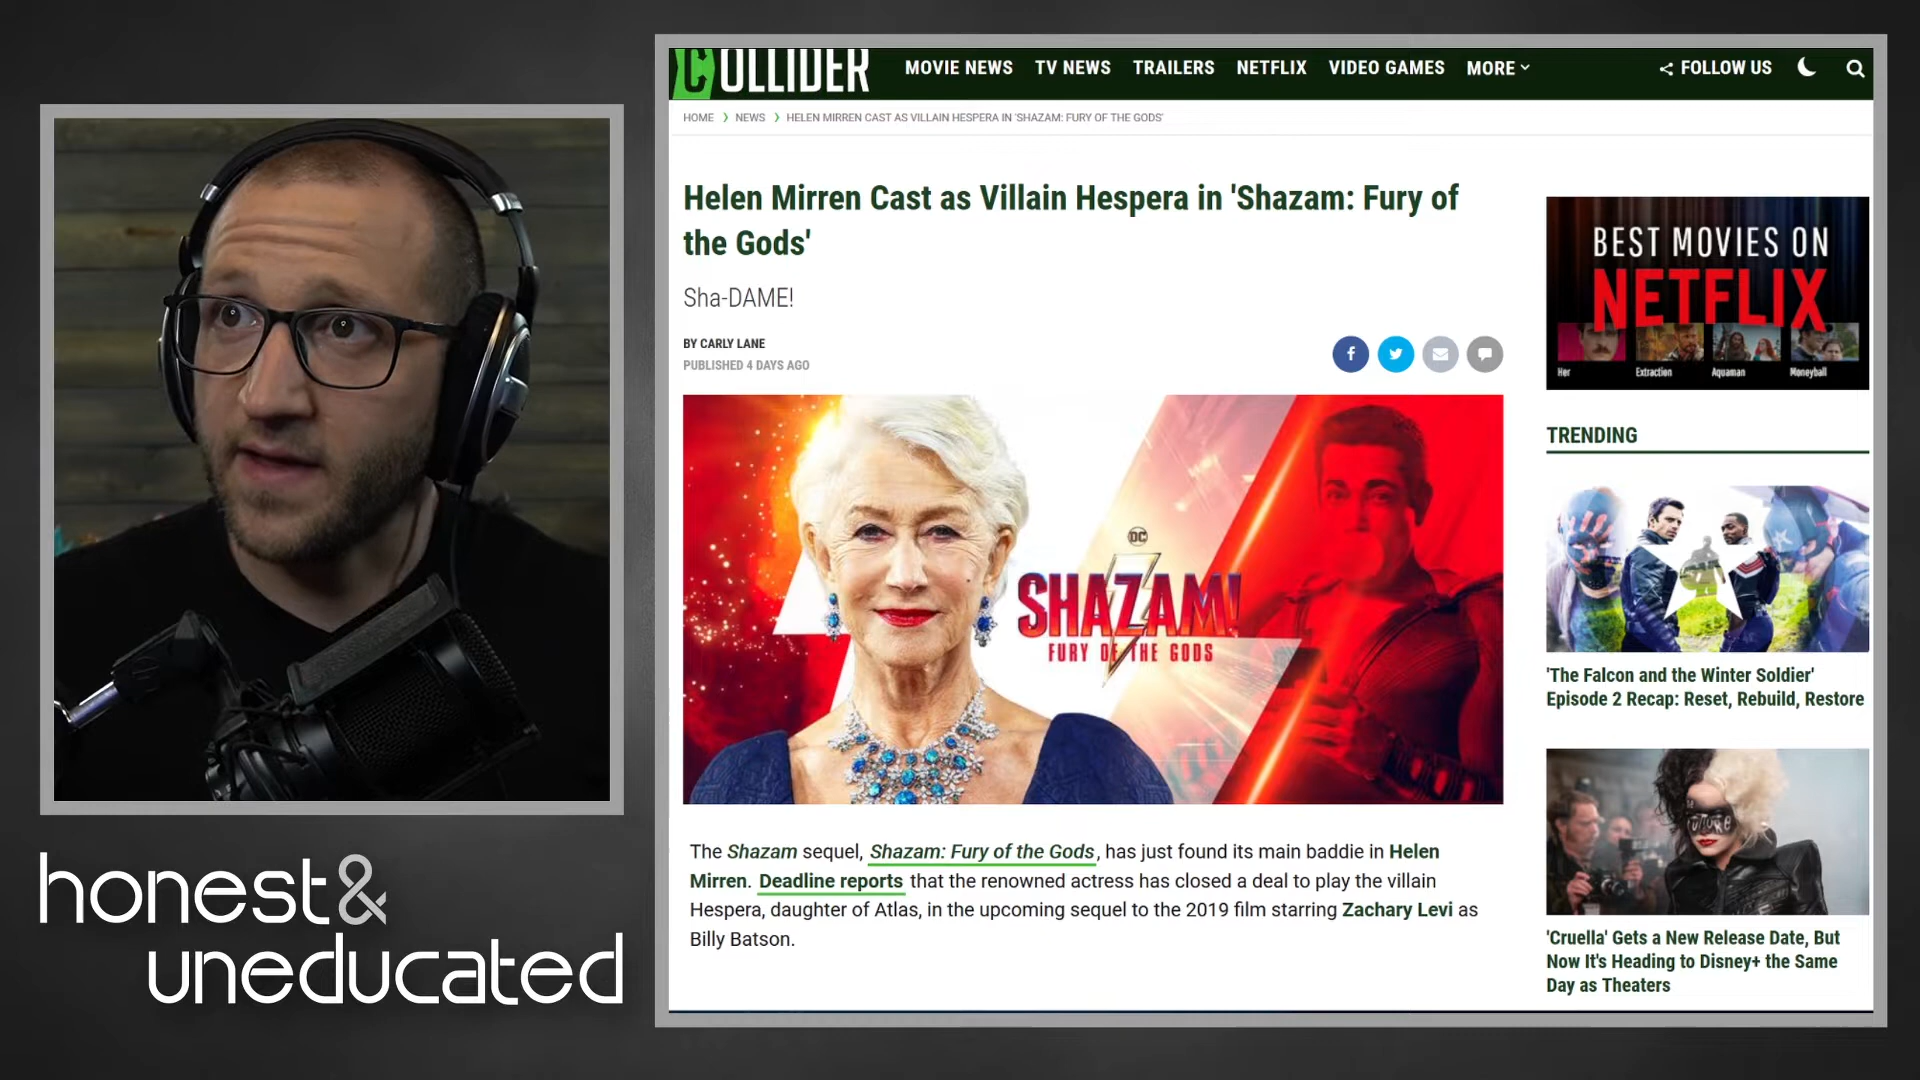 COLLIDER
MOVIE NEWS TV NEWS TRAILERS NETFLIX VIDEO GAMES MORE FOLLOW US
HOME > NEWS > HELEN MIRREN CAST AS VILLAIN HESPERA IN 'SHAZAM: FURY OF THE GODS'
Helen Mirren Cast as Villain Hespera in 'Shazam: Fury of
the Gods'
Sha-DAME!
BY CARLY LANE
PUBLISHED 4 DAYS AGO
DC
SHAZAM!
FURY OF THE GODS
The Shazam sequel, Shazam: Fury of the Gods, has just found its main baddie in Helen
Mirren. Deadline reports that the renowned actress has closed a deal to play the villain
Hespera, daughter of Atlas, in the upcoming sequel to the 2019 film starring Zachary Levi as
Billy Batson.
BEST MOVIES ON
NETFLIX
Her Extraction Aquaman Moneyball
TRENDING
'The Falcon and the Winter Soldier'
Episode 2 Recap: Reset, Rebuild, Restore
THE
FUTURE
'Cruella' Gets a New Release Date, But
Now It's Heading to Disney+ the Same
Day as Theaters
honest&
uneducated